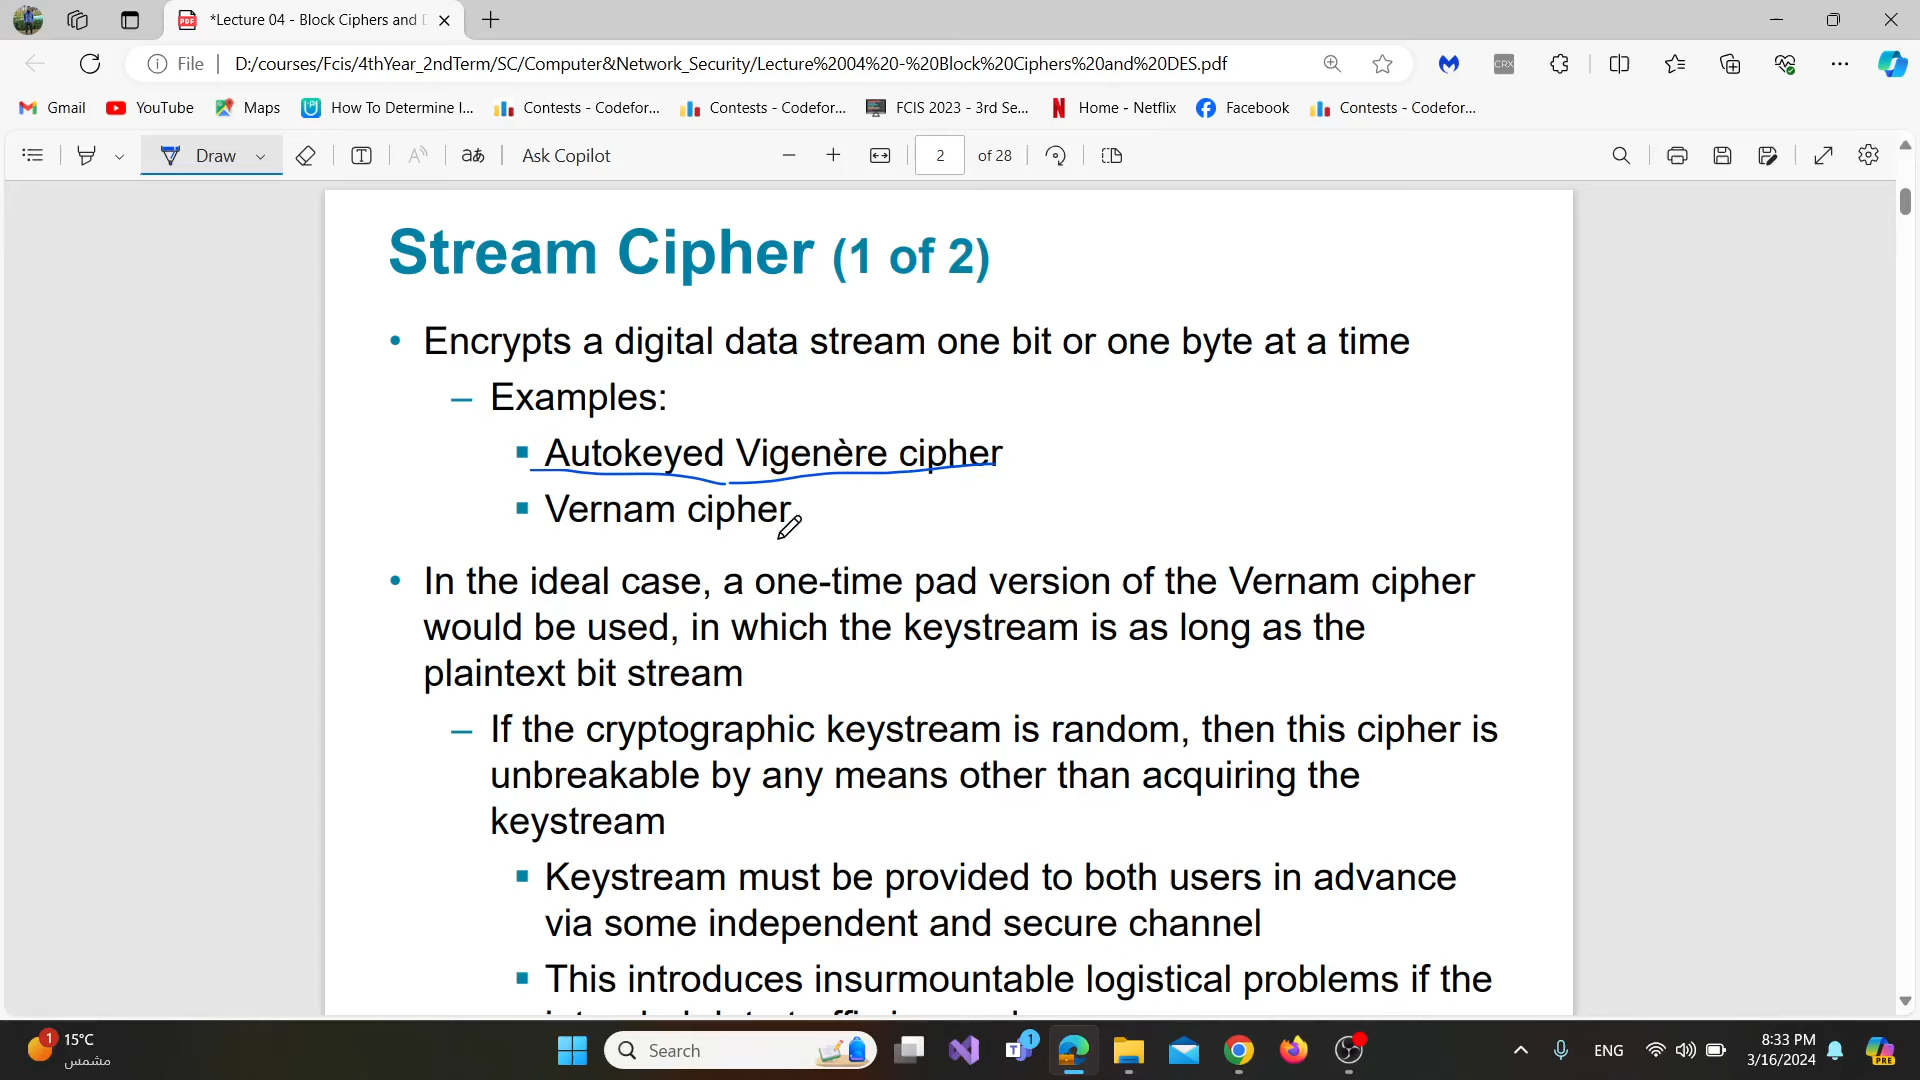 *Lecture 04 - Block Ciphers and D
File
D:/courses/Fcis/4thYear_2ndTerm/SC/Computer&Network_Security/Lecture%2004%20-%20Block%20Ciphers%20and%20DES.pdf
CRX
Gmail
YouTube
Maps
How To Determine I...
Contests - Codefor...
Contests - Codefor...
FCIS 2023 - 3rd Se...
Home - Netflix
Facebook
Contests - Codefor...
Draw
aあ
Ask Copilot
2
of 28
Stream Cipher (1 of 2)
• Encrypts a digital data stream one bit or one byte at a time
– Examples:
▪ Autokeyed Vigenère cipher
▪ Vernam cipher
• In the ideal case, a one-time pad version of the Vernam cipher
would be used, in which the keystream is as long as the
plaintext bit stream
– If the cryptographic keystream is random, then this cipher is
unbreakable by any means other than acquiring the
keystream
▪ Keystream must be provided to both users in advance
via some independent and secure channel
▪ This introduces insurmountable logistical problems if the
1
15°C
مشمس
Search
1
ENG
8:33 PM
3/16/2024
PRE